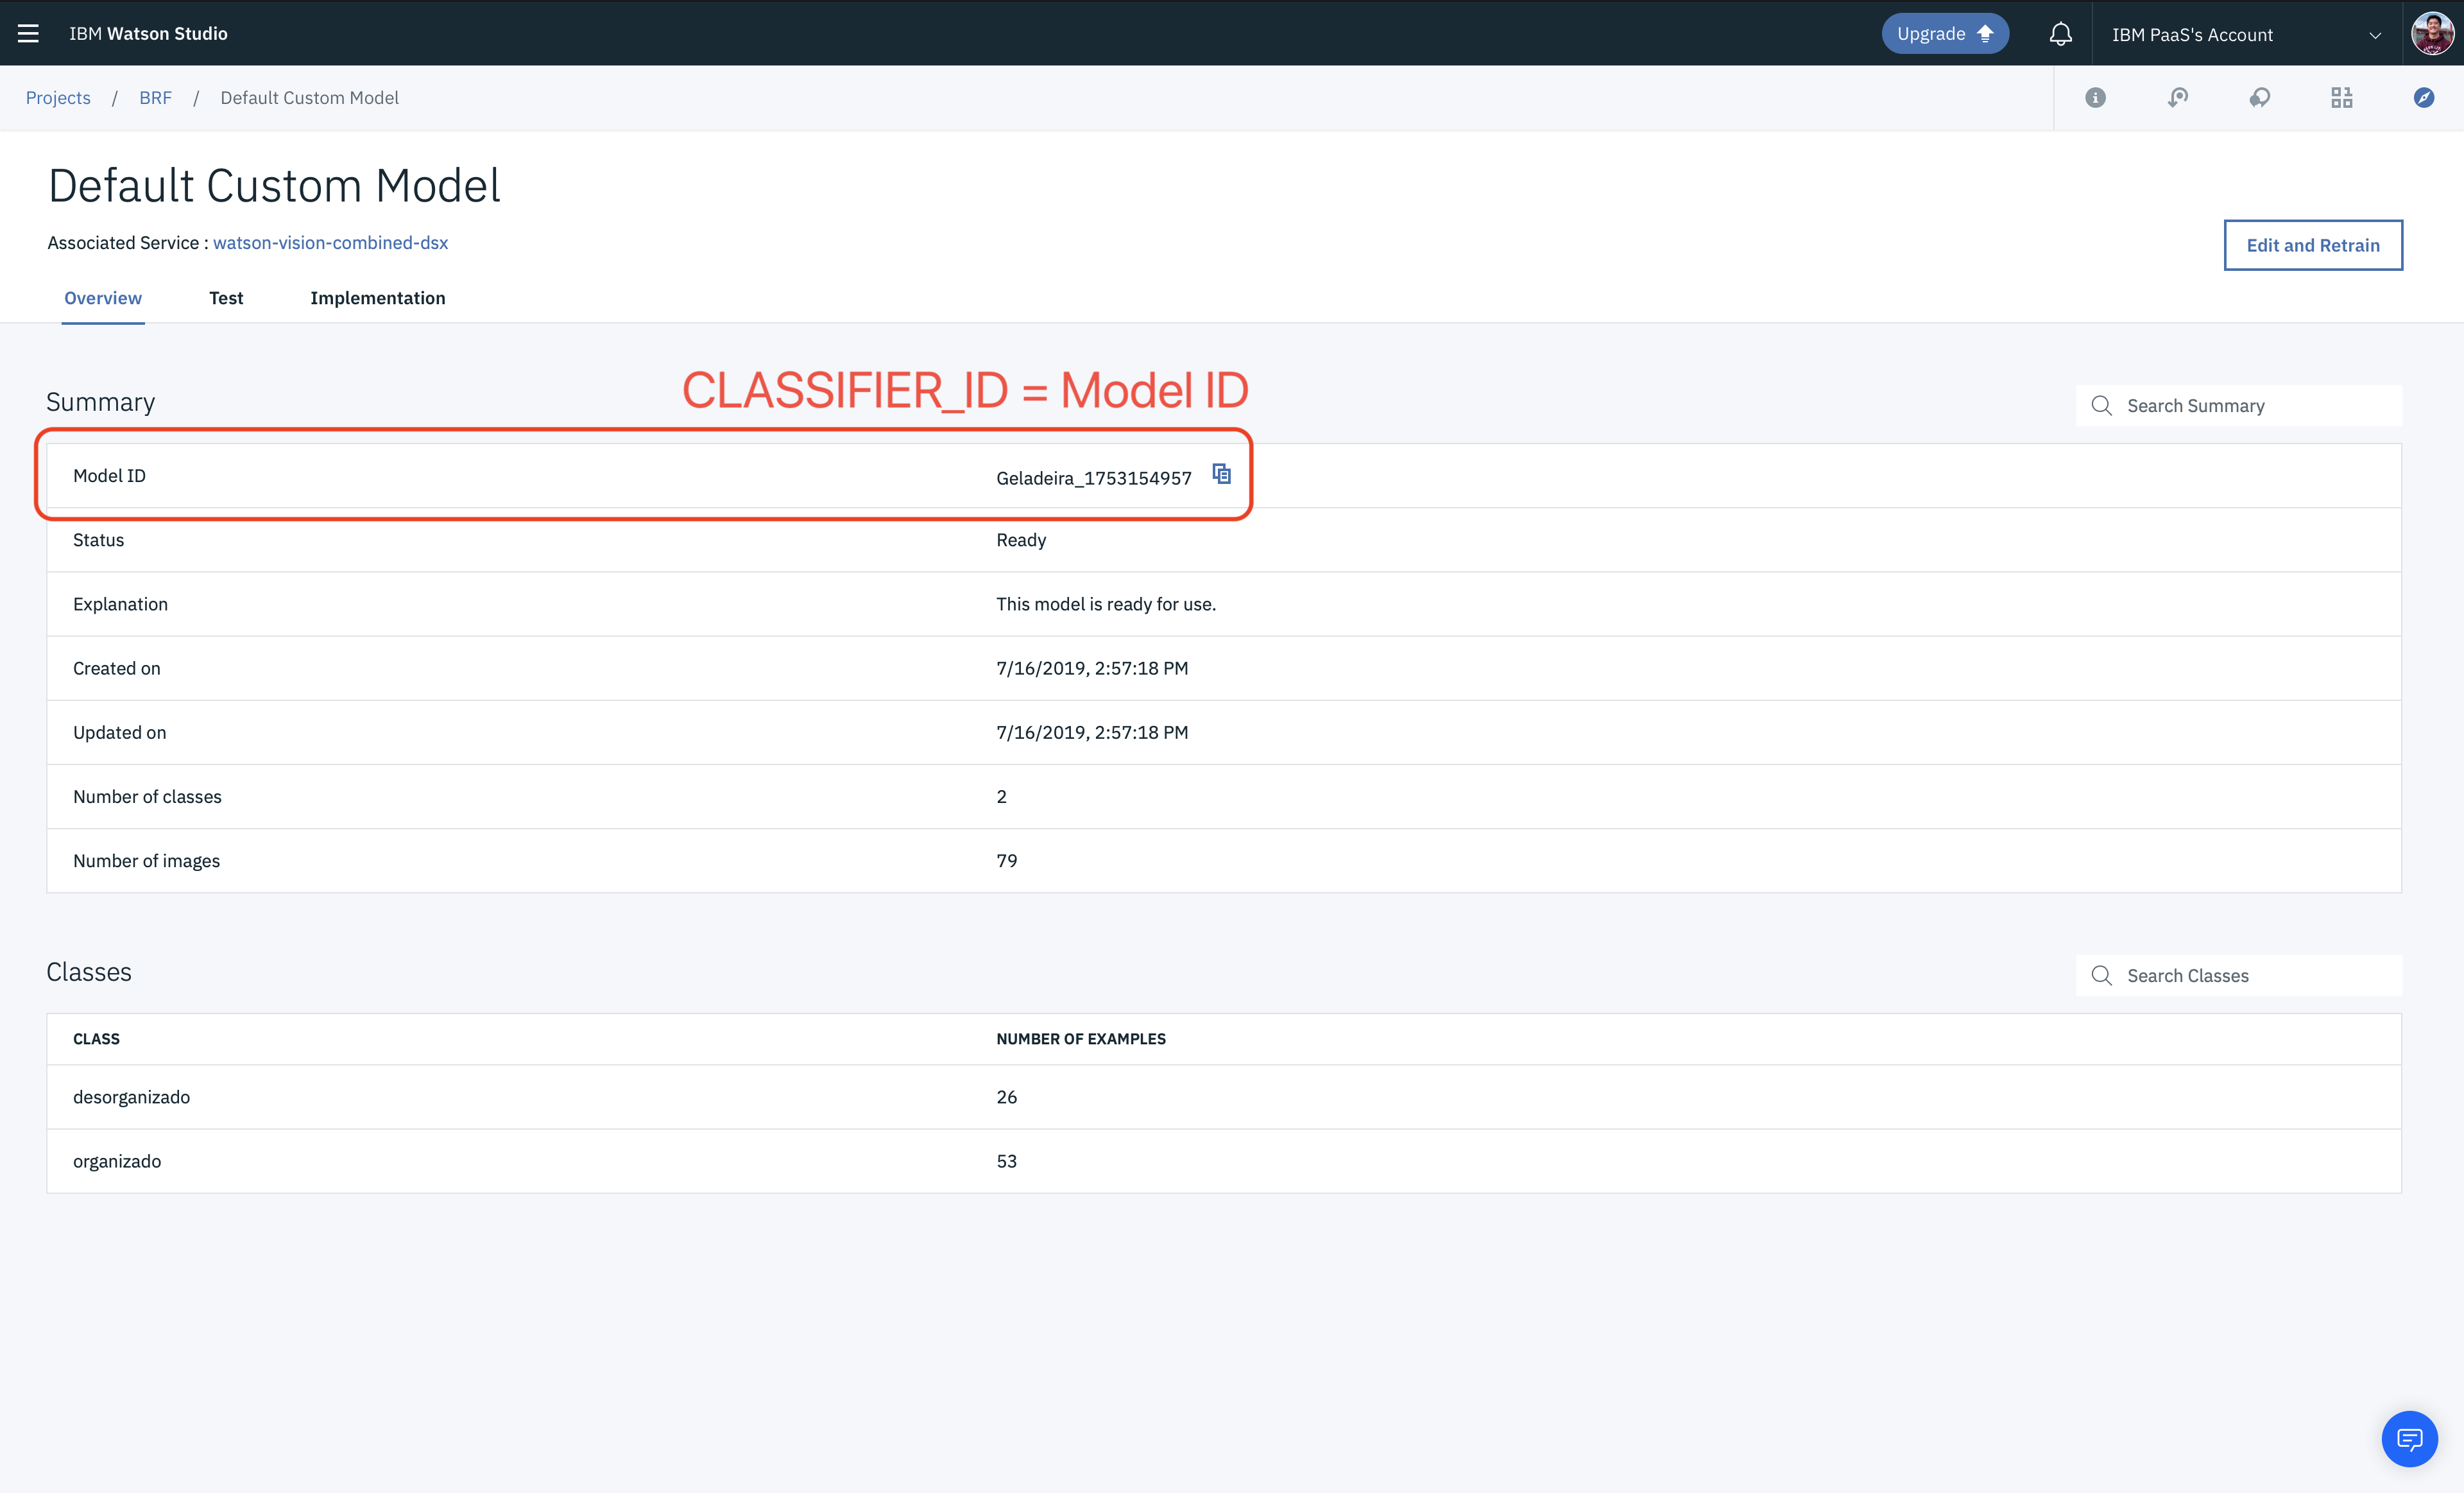 IBM Watson Studio
Upgrade
IBM PaaS's Account
Projects / BRF / Default Custom Model
Default Custom Model
Associated Service : watson-vision-combined-dsx
Edit and Retrain
Overview Test Implementation
CLASSIFIER_ID = Model ID
Summary
Search Summary
Model ID Geladeira_1753154957
Status Ready
Explanation This model is ready for use.
Created on 7/16/2019, 2:57:18 PM
Updated on 7/16/2019, 2:57:18 PM
Number of classes 2
Number of images 79
Classes
Search Classes
CLASS NUMBER OF EXAMPLES
desorganizado 26
organizado 53